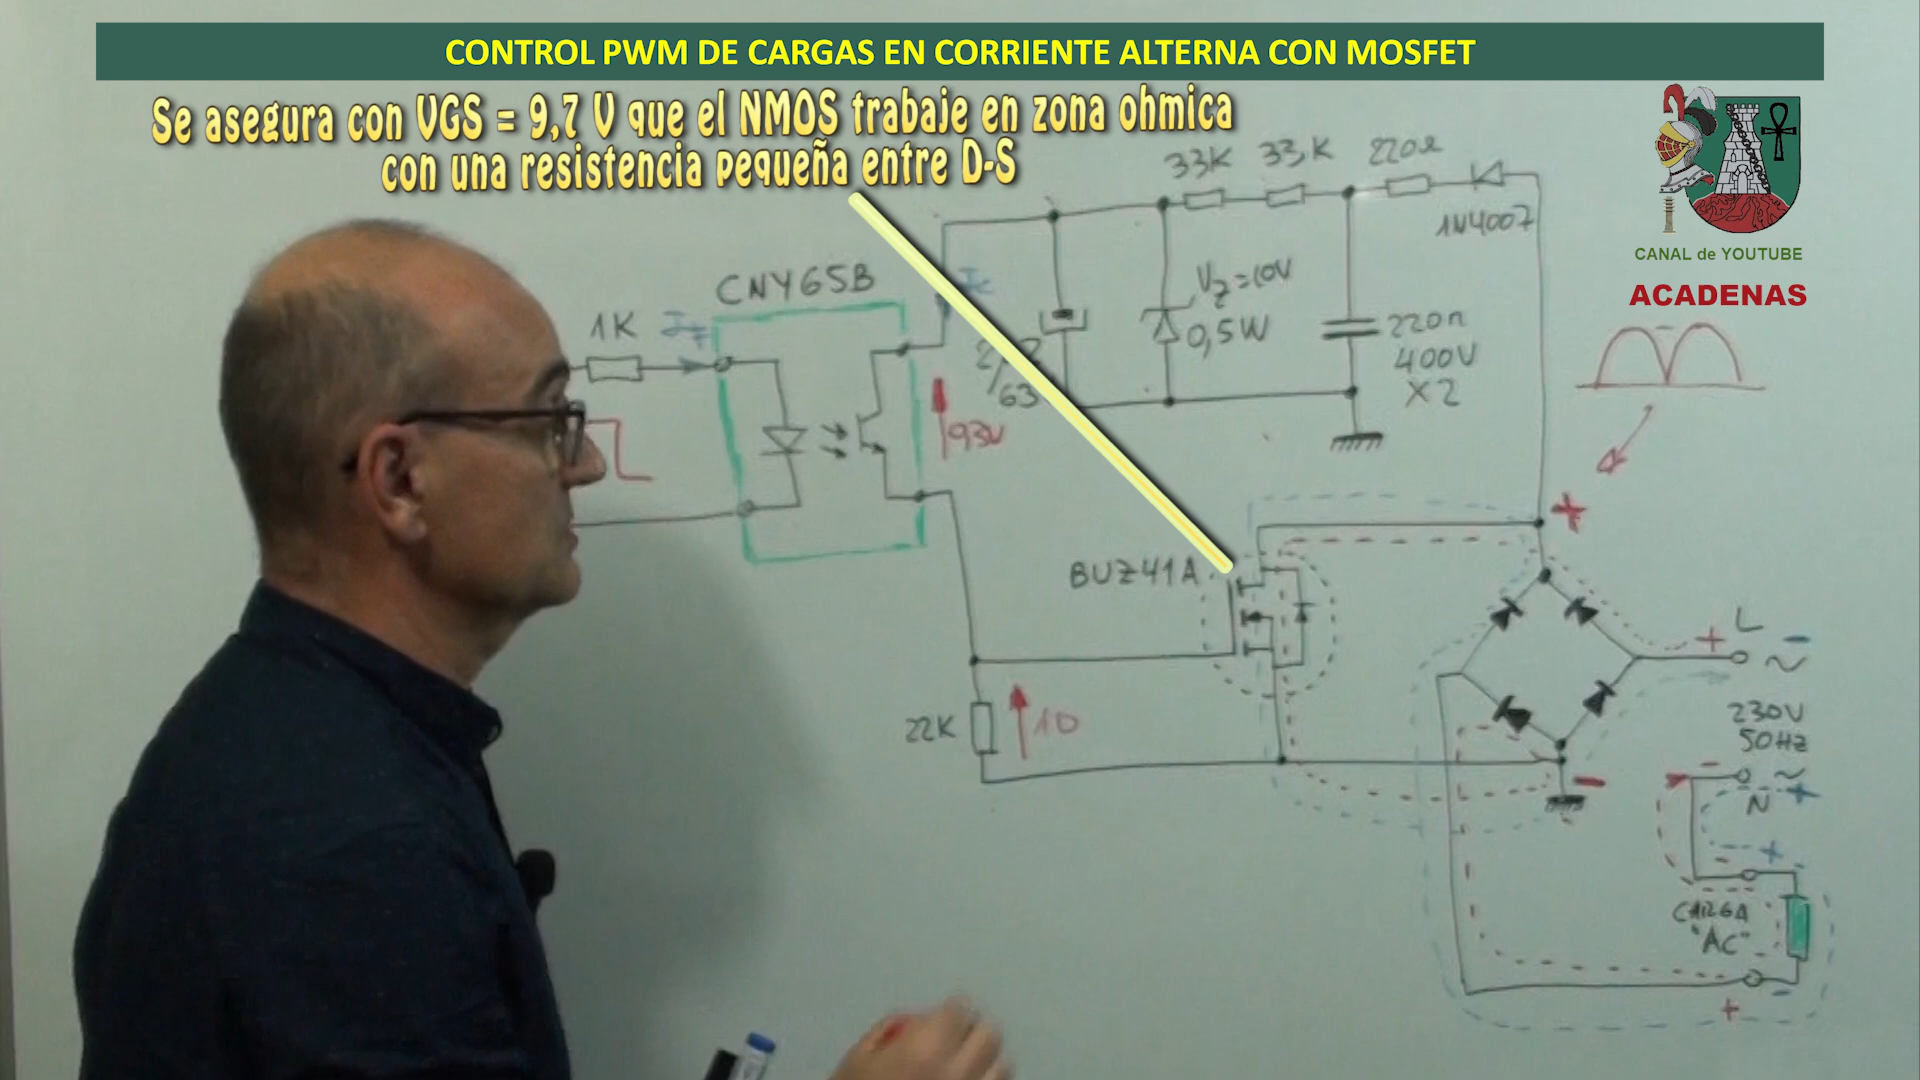 CONTROL PWM DE CARGAS EN CORRIENTE ALTERNA CON MOSFET
Se asegura con VGS = 9,7 V que el NMOS trabaje en zona ohmica
con una resistencia pequeña entre D-S
CANAL de YOUTUBE
ACADENAS
33K 33K 220Ω
1N4007
CNY65B
1K
VZ=10V
0,5W
220n
400V
X2
63
BUZ41A
22K
10
+
-
+ L -
~
230V
50Hz
- ~
N +
+
-
CARGA
"AC"
+ -